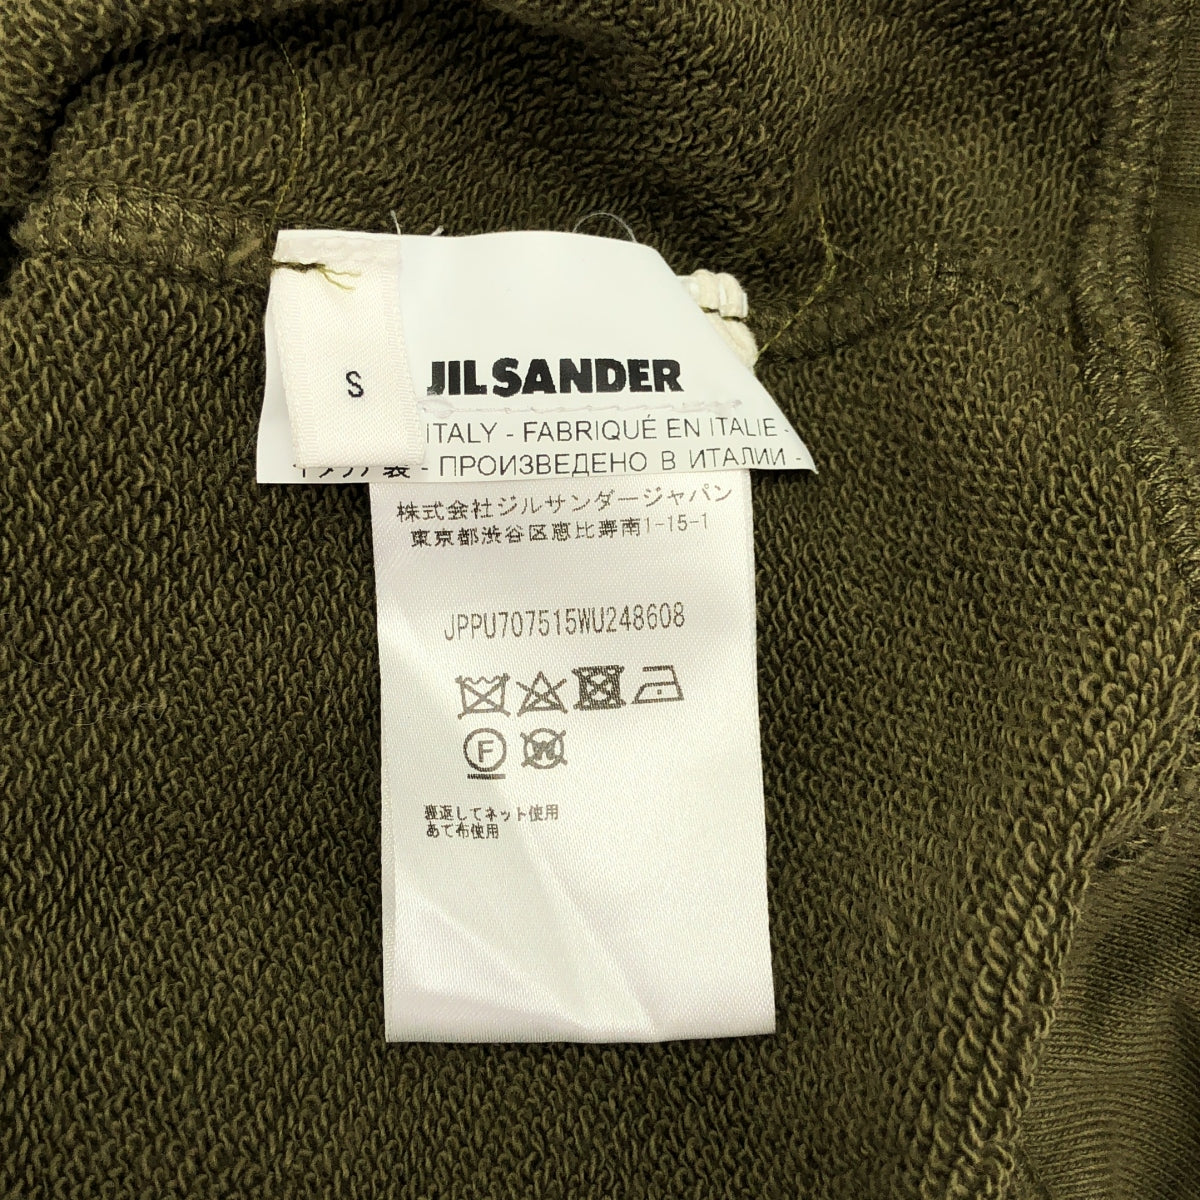 S
JIL SANDER
ITALY - FABRIQUÉ EN ITALIE -
製 - ПРОИЗВЕДЕНО В ИТАЛИИ -
株式会社ジルサンダージャパン
東京都渋谷区恵比寿南1-15-1
JPPU707515WU248608
F
W
裏返してネット使用
あて布使用